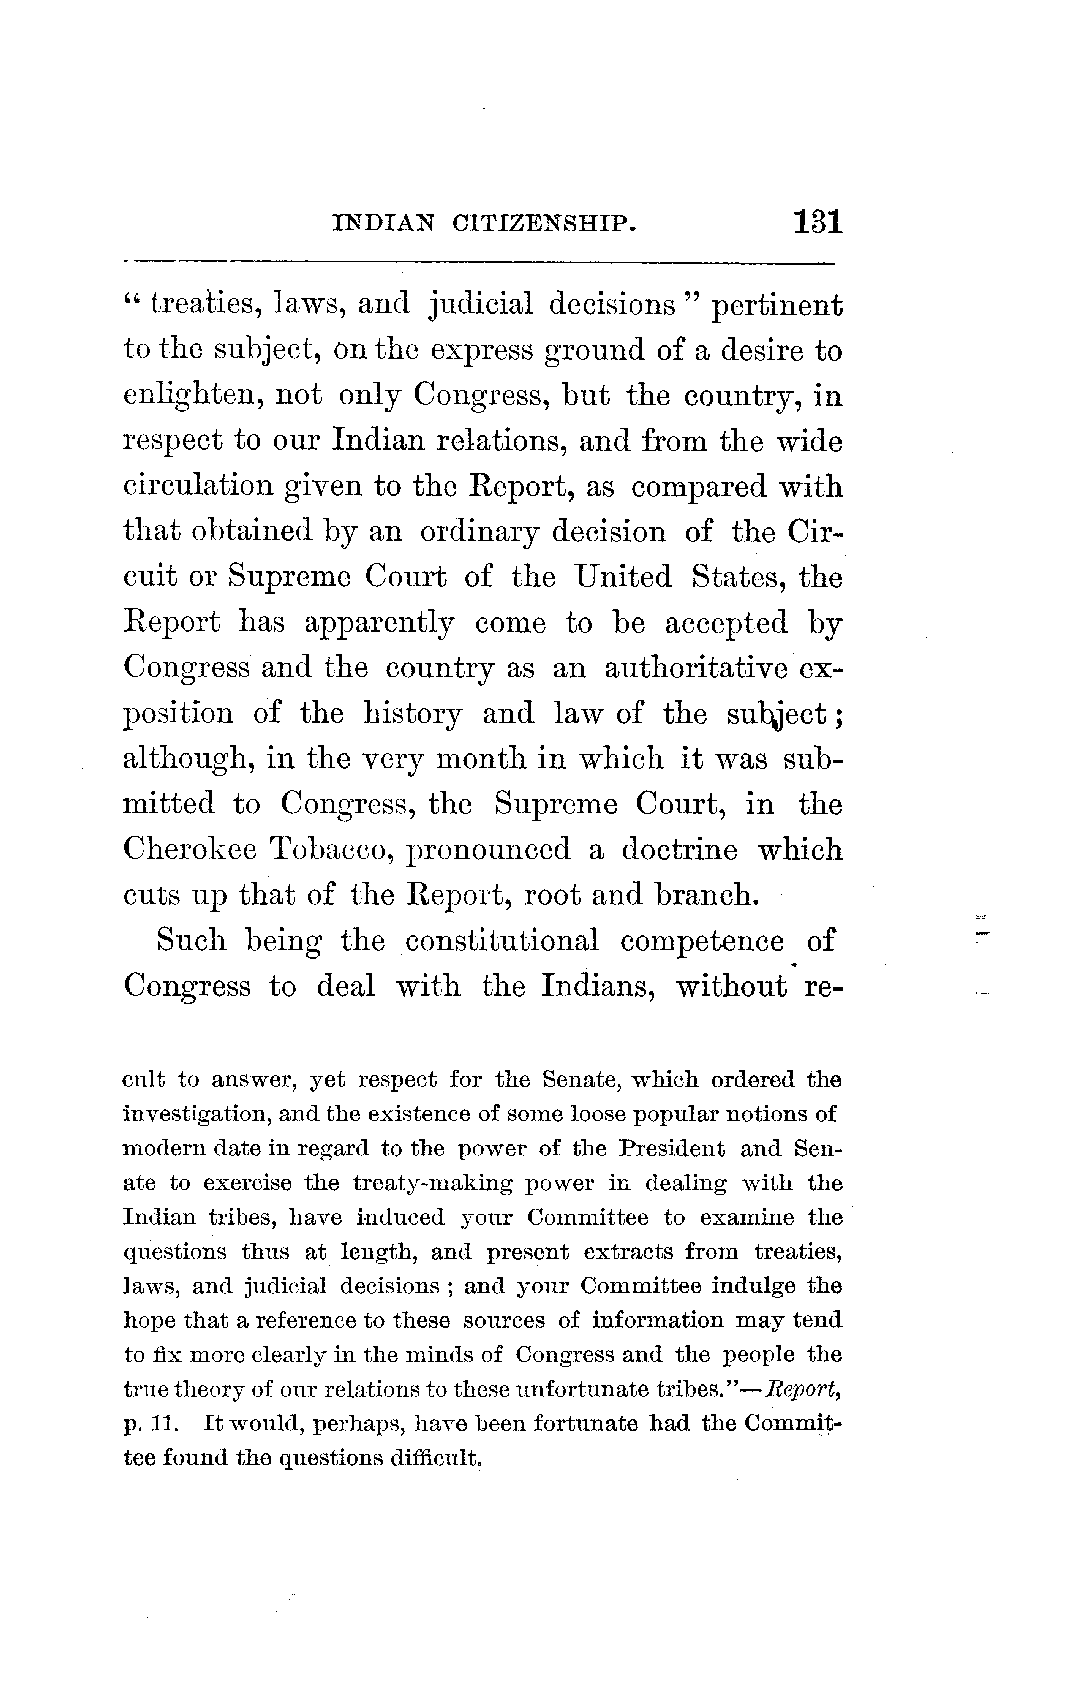 INDIAN CITIZENSHIP. 131
“ treaties, laws, and judicial decisions ” pertinent
to the subject, on the express ground of a desire to
enlighten, not only Congress, but the country, in
respect to our Indian relations, and from the wide
circulation given to the Report, as compared with
that obtained by an ordinary decision of the Cir-
cuit or Supreme Court of the United States, the
Report has apparently come to be accepted by
Congress and the country as an authoritative ex-
position of the history and law of the subject ;
although, in the very month in which it was sub-
mitted to Congress, the Supreme Court, in the
Cherokee Tobacco, pronounced a doctrine which
cuts up that of the Report, root and branch.
Such being the constitutional competence of
Congress to deal with the Indians, without re-
cult to answer, yet respect for the Senate, which ordered the
investigation, and the existence of some loose popular notions of
modern date in regard to the power of the President and Sen-
ate to exercise the treaty-making power in dealing with the
Indian tribes, have induced your Committee to examine the
questions thus at length, and present extracts from treaties,
laws, and judicial decisions ; and your Committee indulge the
hope that a reference to these sources of information may tend
to fix more clearly in the minds of Congress and the people the
true theory of our relations to these unfortunate tribes.”—Report,
p. 11. It would, perhaps, have been fortunate had the Commit-
tee found the questions difficult.